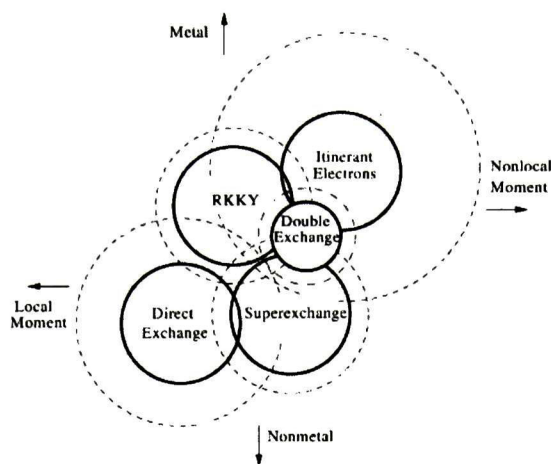 Metal
Itinerant
Electrons
Nonlocal
Moment
RKKY
Double
Exchange
Local
Moment
Direct
Exchange
Superexchange
Nonmetal